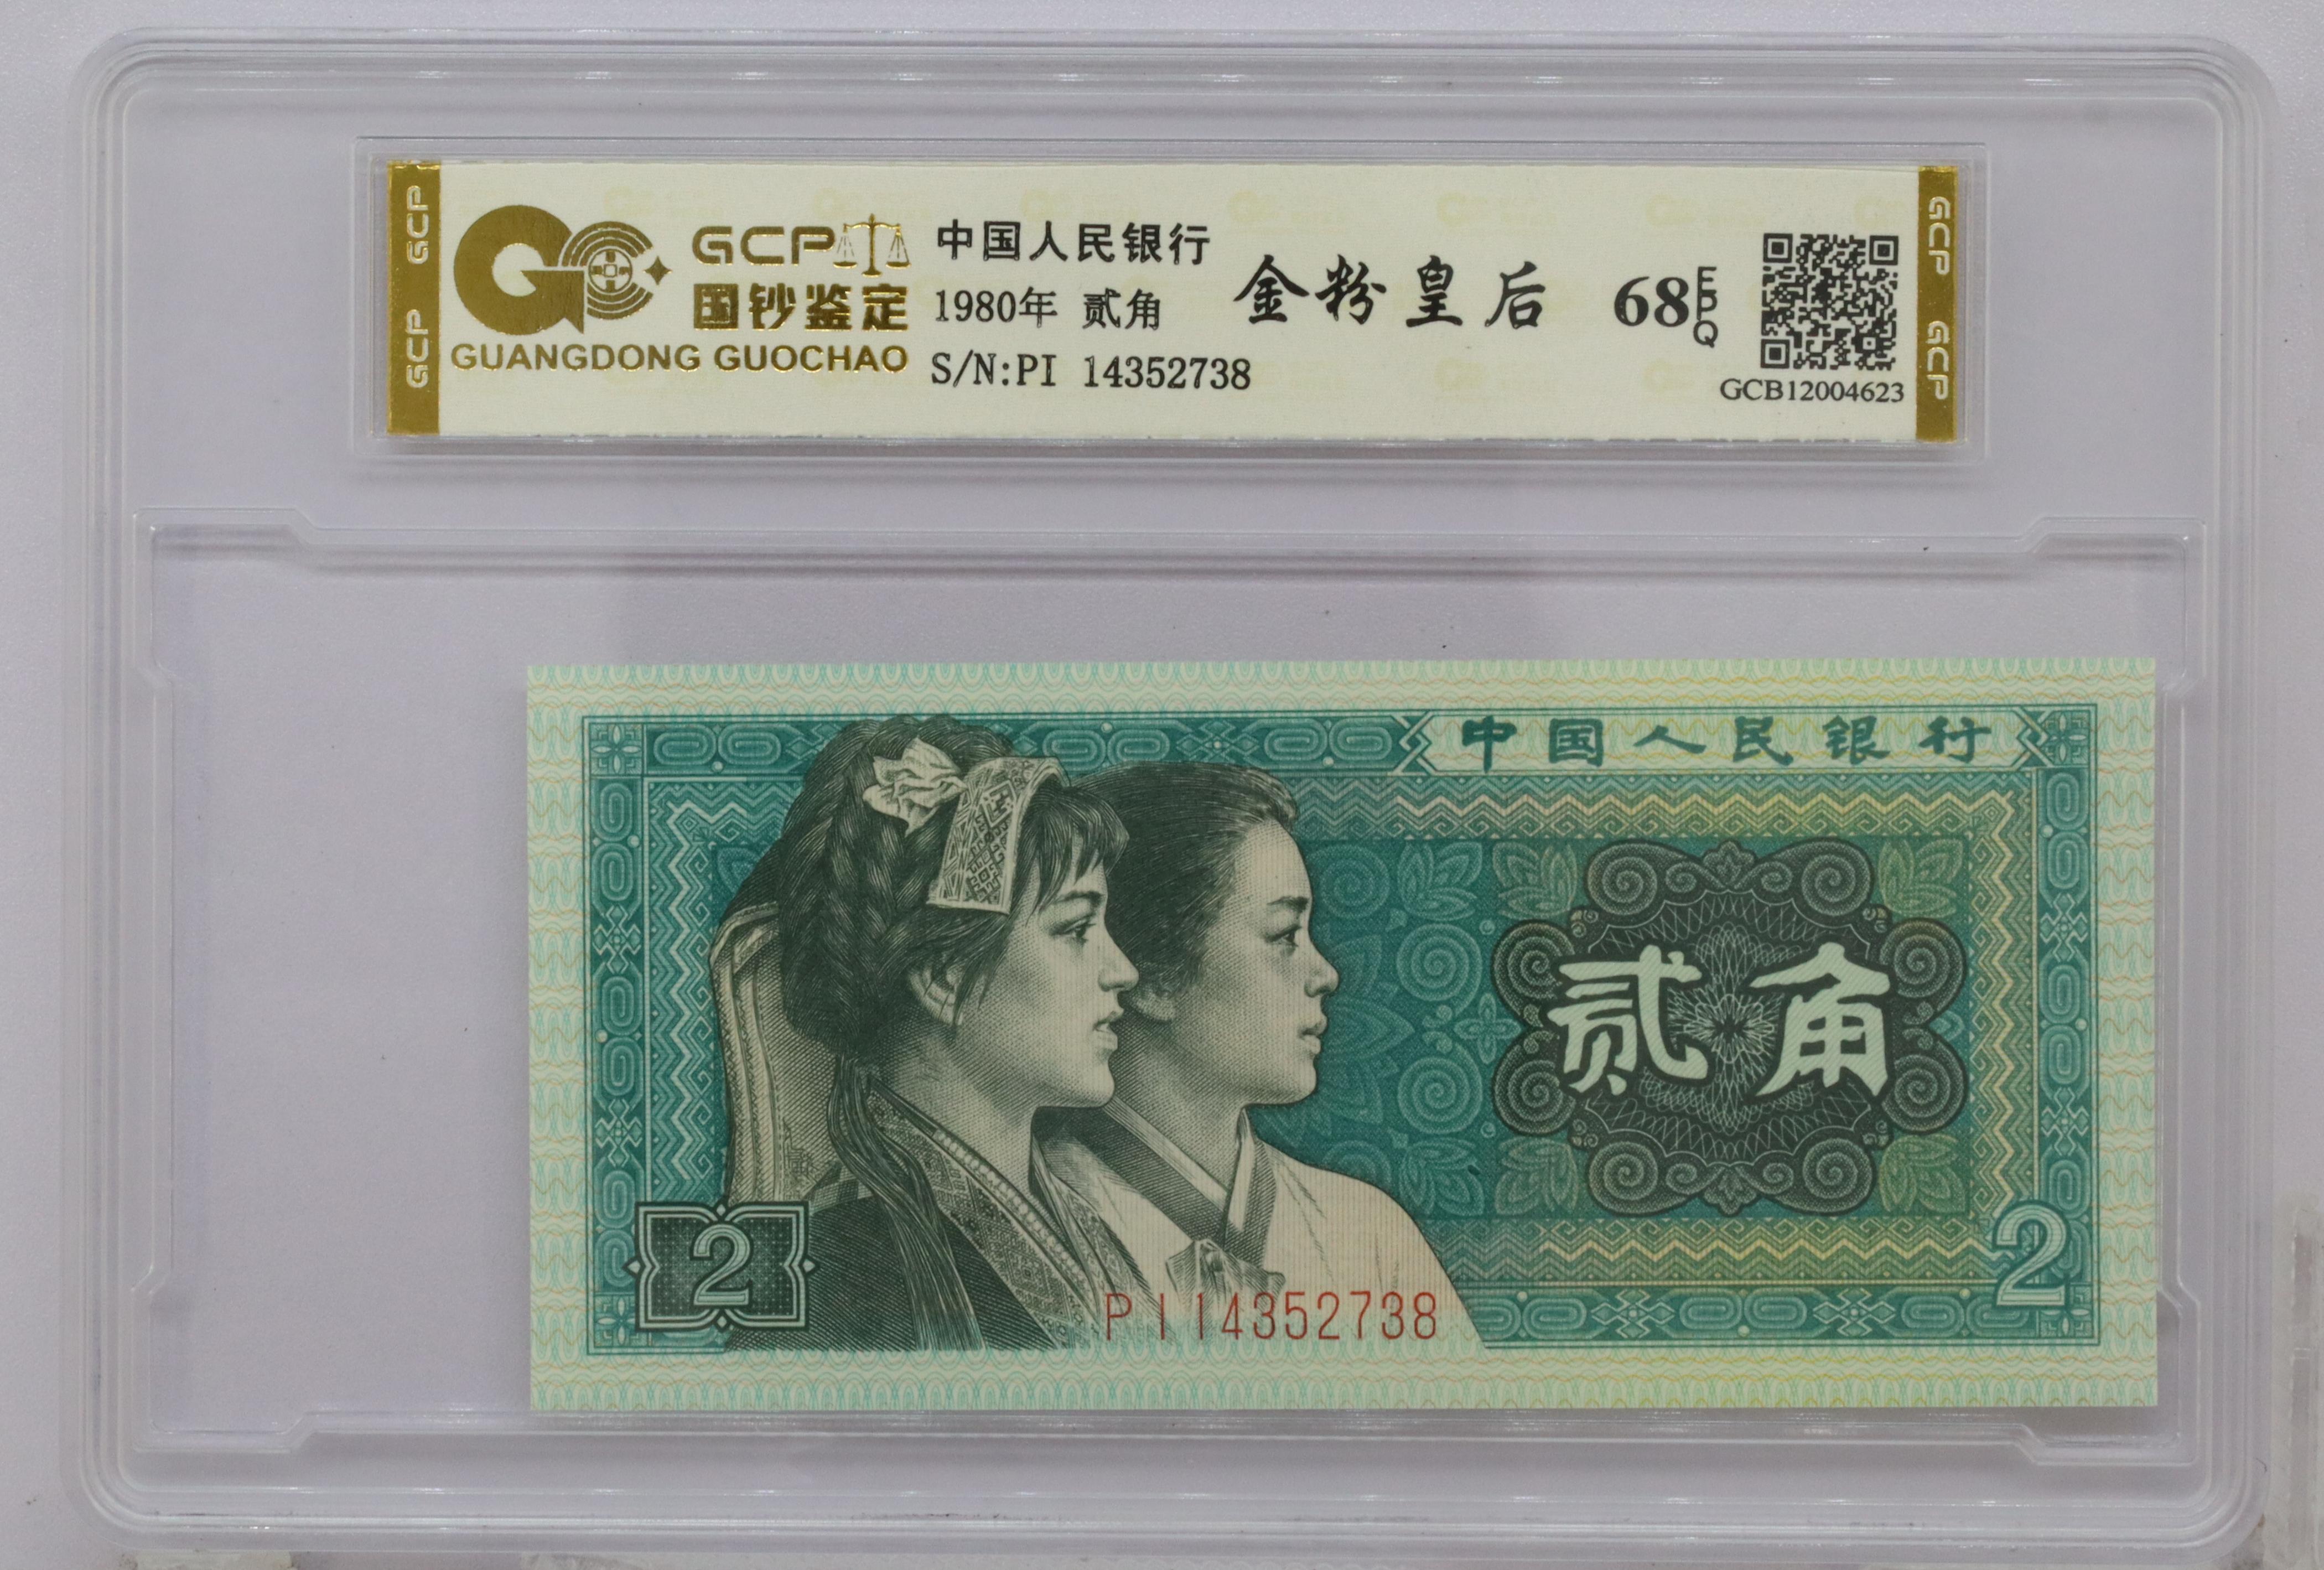 GCP GCP
GCP
国钞鉴定
GUANGDONG GUOCHAO
中国人民银行
1980年 贰角
S/N:PI 14352738
金粉皇后
68 EPQ
GCB12004623
GCP GCP
中国人民银行
贰角
2
PI14352738
2